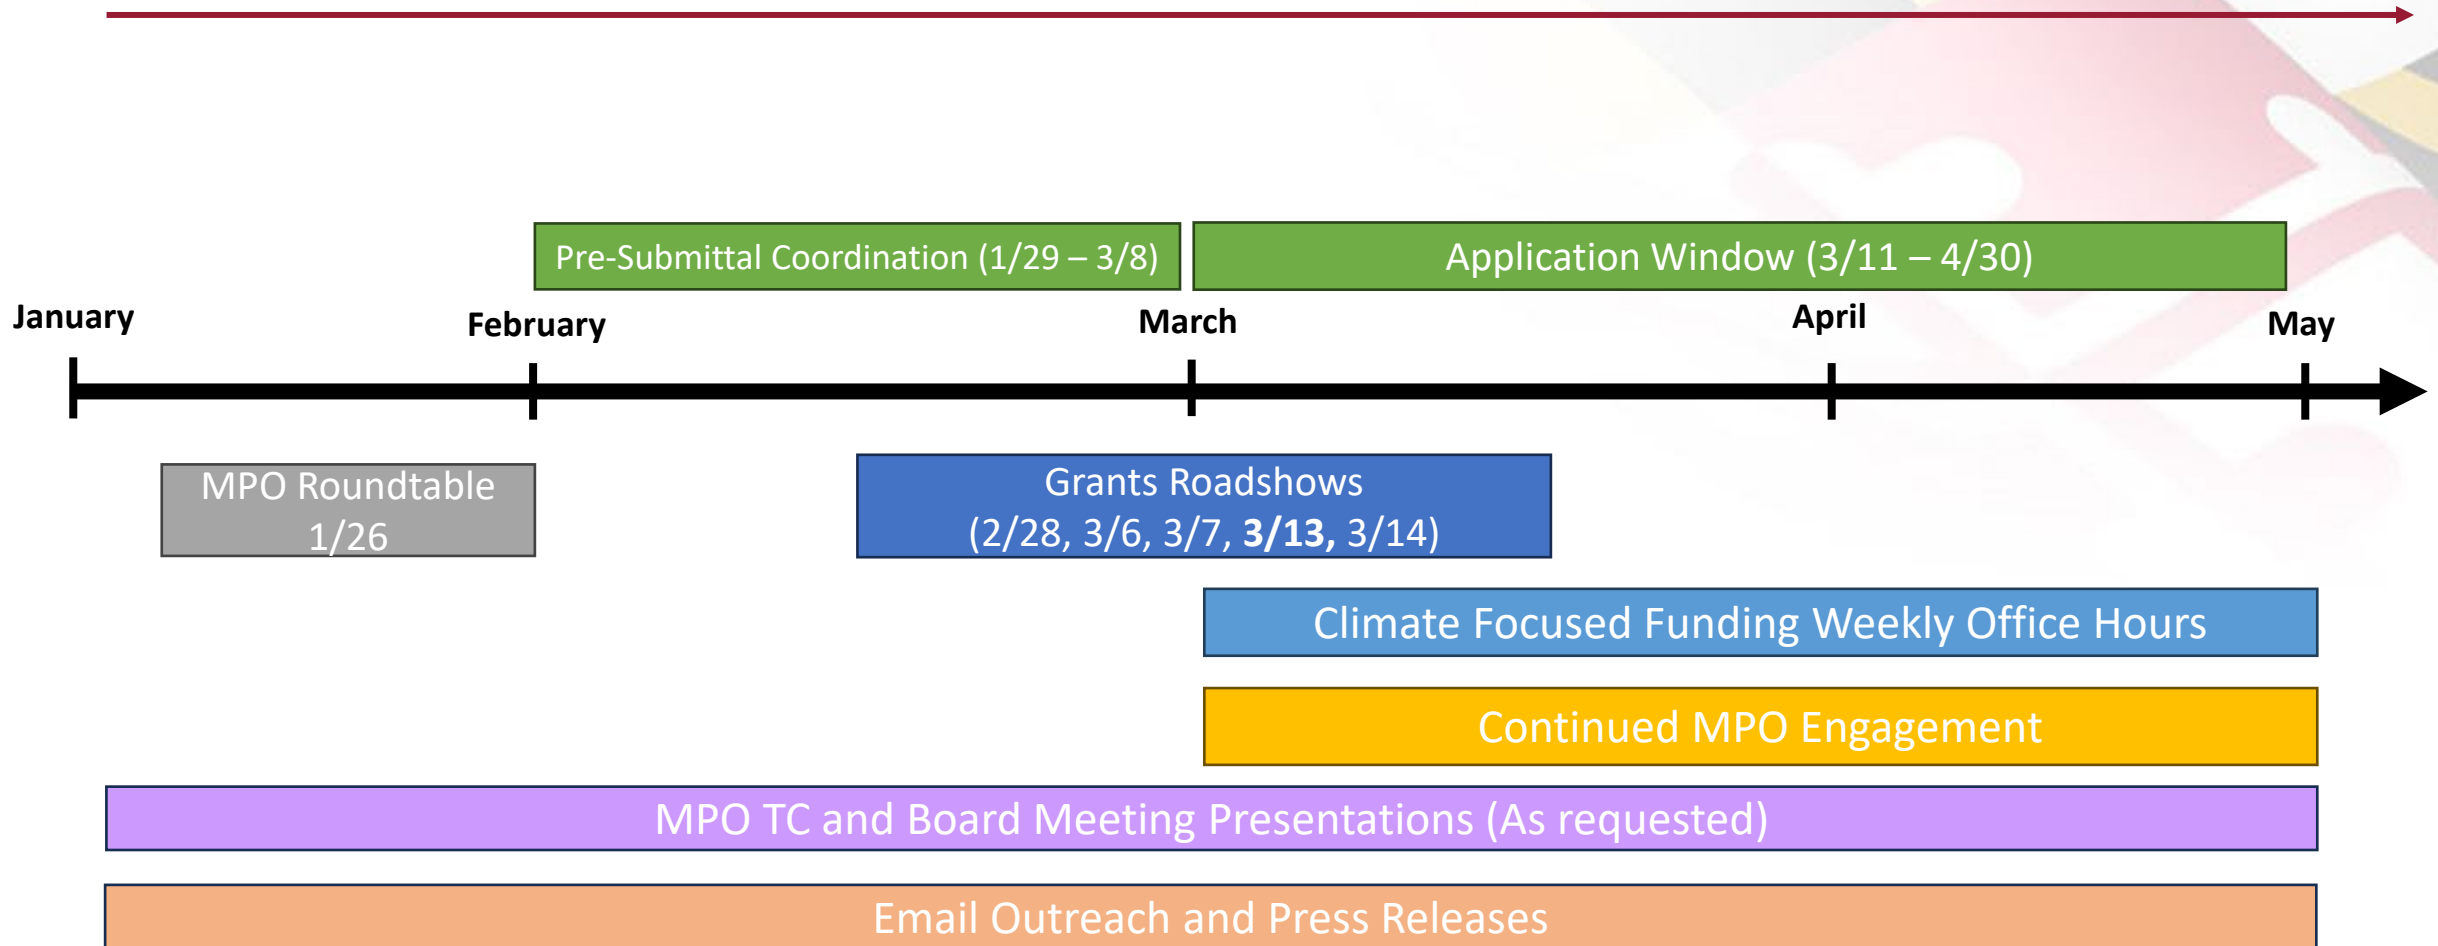 Pre-Submittal Coordination (1/29 – 3/8)
Application Window (3/11 – 4/30)
January
February
March
April
May
MPO Roundtable
1/26
Grants Roadshows
(2/28, 3/6, 3/7, 3/13, 3/14)
Climate Focused Funding Weekly Office Hours
Continued MPO Engagement
MPO TC and Board Meeting Presentations (As requested)
Email Outreach and Press Releases